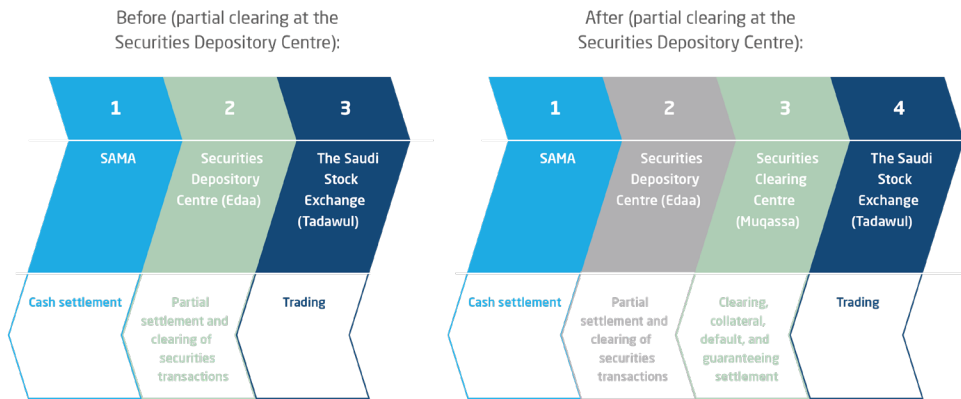 Before (partial clearing at the
Securities Depository Centre):
1
2
3
SAMA
Securities
Depository
Centre (Edaa)
The Saudi
Stock
Exchange
(Tadawul)
Cash settlement
Partial
settlement and
clearing of
securities
transactions
Trading
After (partial clearing at the
Securities Depository Centre):
1
2
3
4
SAMA
Securities
Depository
Centre (Edaa)
Securities
Clearing
Centre
(Muqassa)
The Saudi
Stock
Exchange
(Tadawul)
Cash settlement
Partial
settlement and
clearing of
securities
transactions
Clearing,
collateral,
default, and
guaranteeing
settlement
Trading